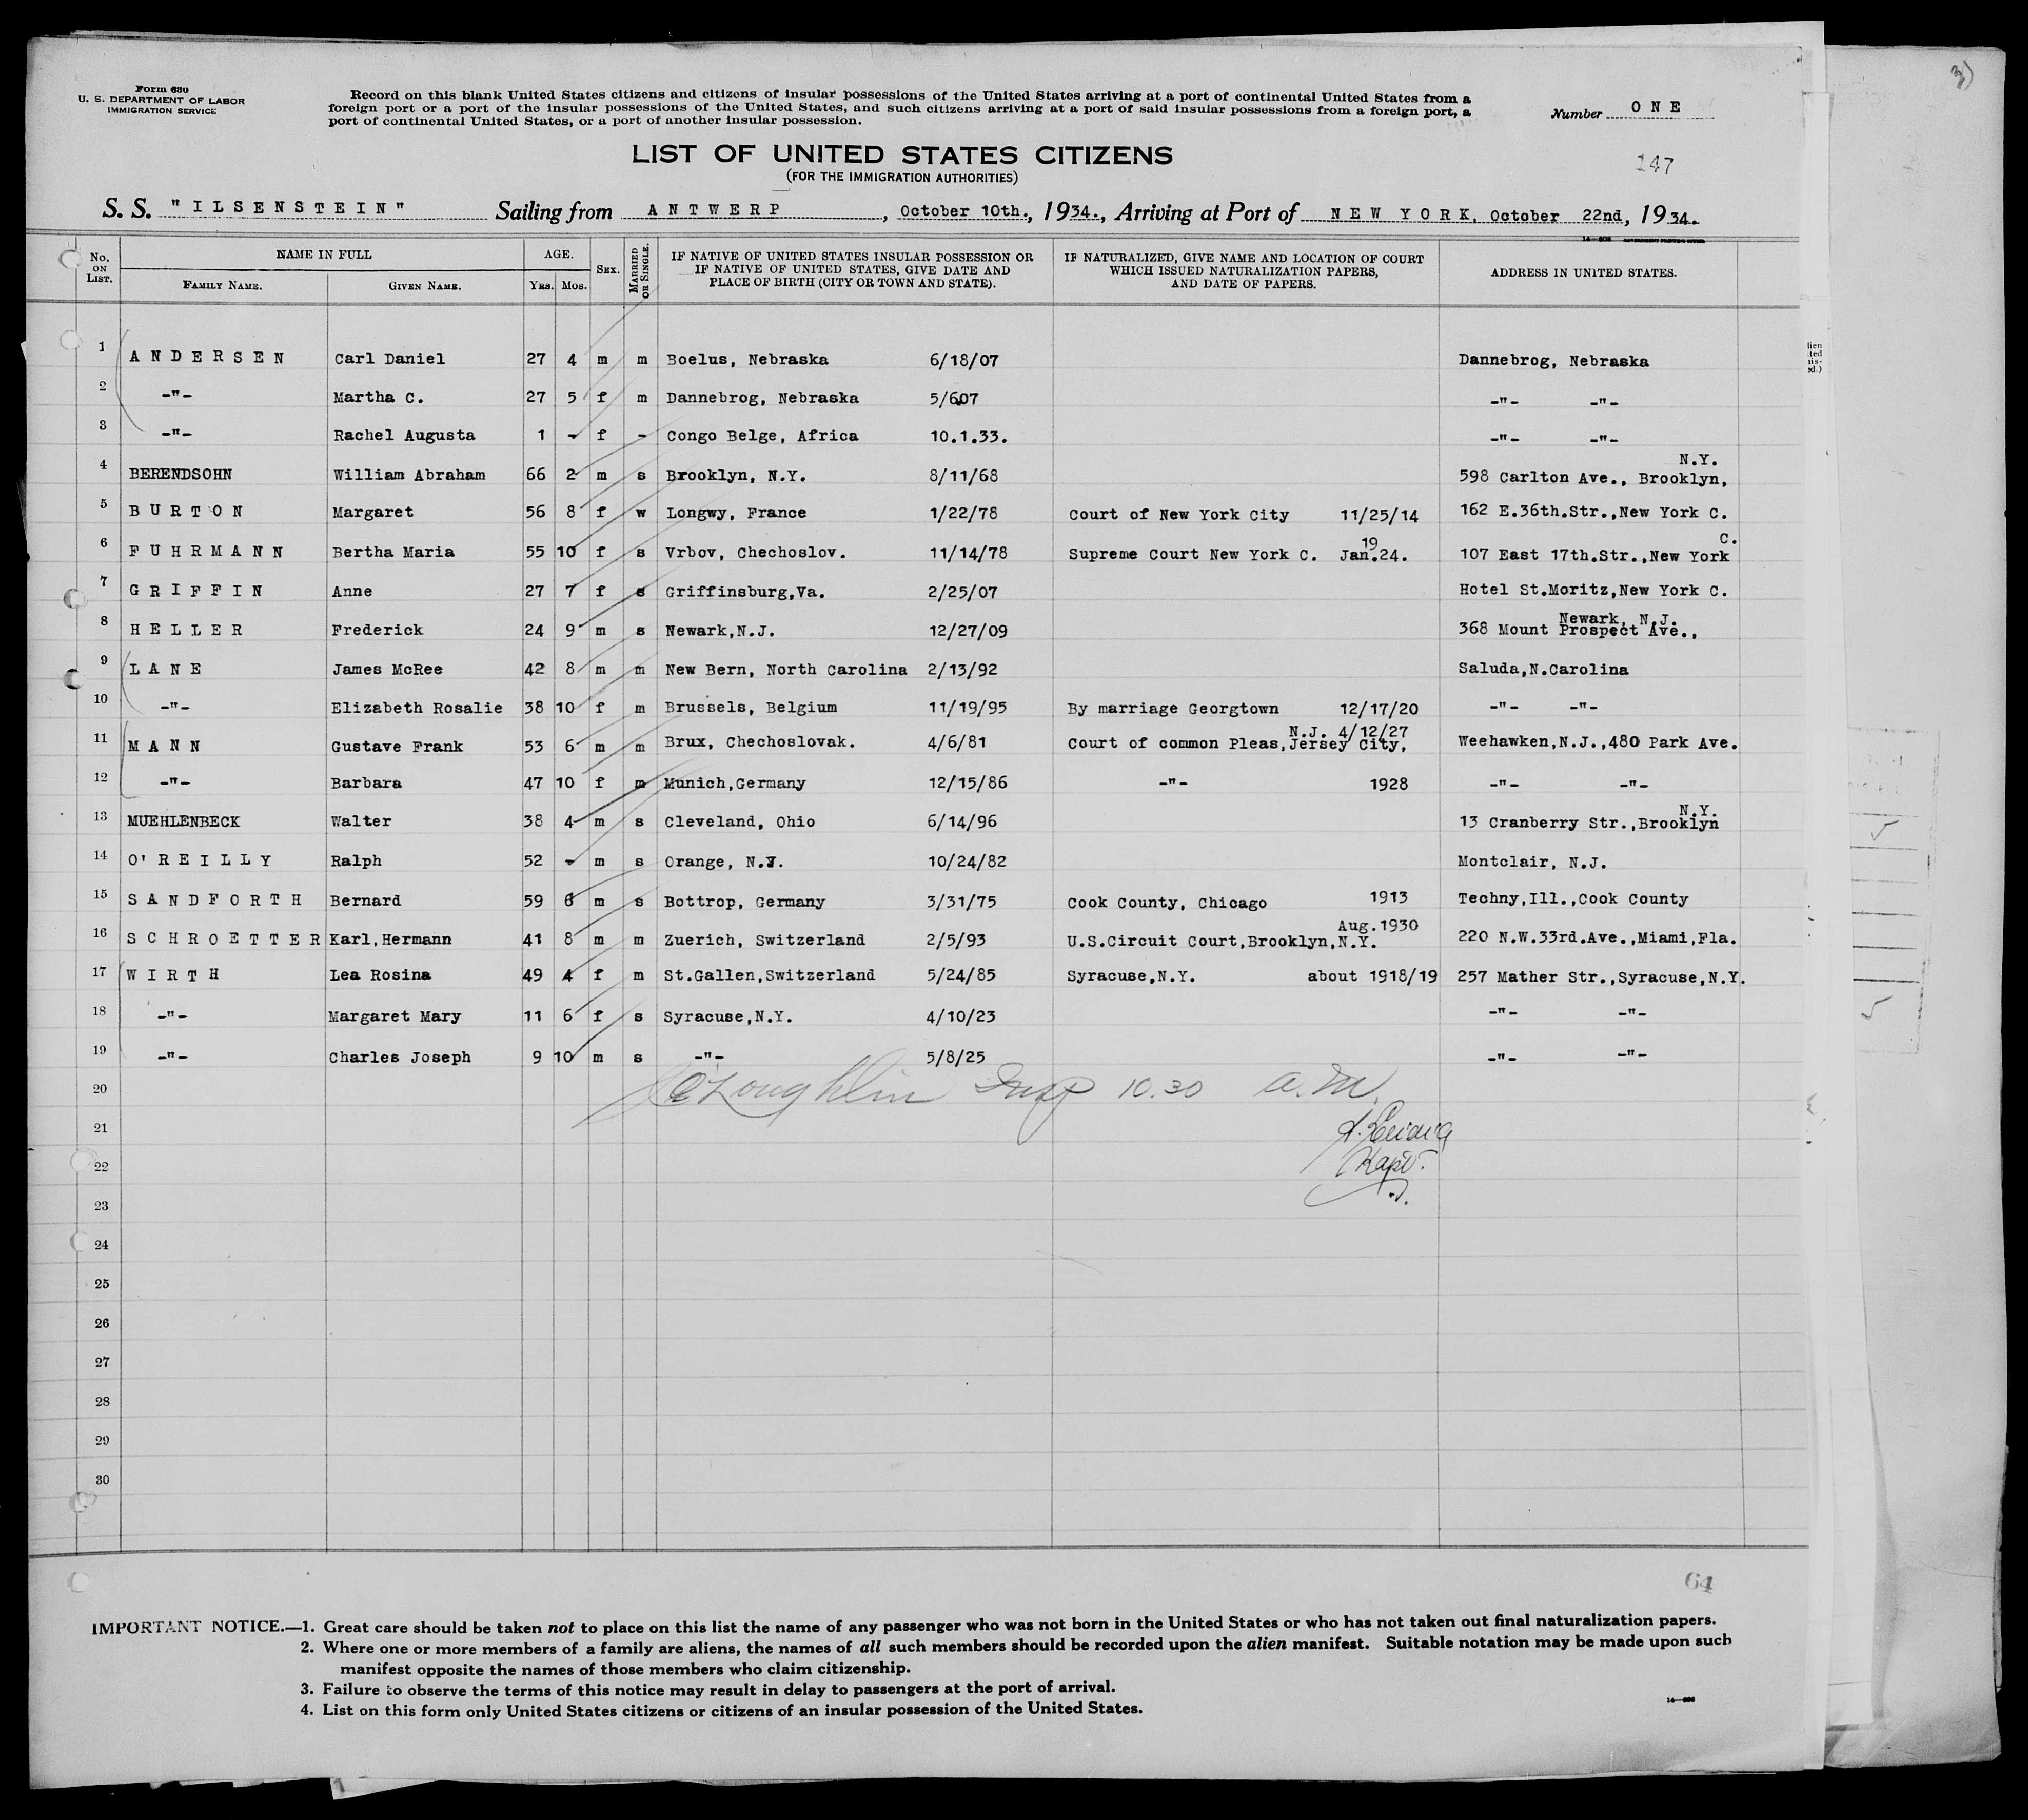 3)
Form 680
U. S. DEPARTMENT OF LABOR
IMMIGRATION SERVICE
Record on this blank United States citizens and citizens of insular possessions of the United States arriving at a port of continental United States from a
foreign port or a port of the insular possessions of the United States, and such citizens arriving at a port of said insular possessions from a foreign port, a
port of continental United States, or a port of another insular possession.
Number ONE
LIST OF UNITED STATES CITIZENS
(FOR THE IMMIGRATION AUTHORITIES)
147
S. S. "ILSENSTEIN" Sailing from ANTWERP, October 10th., 1934., Arriving at Port of NEW YORK, October 22nd, 1934.
No. ON LIST. NAME IN FULL FAMILY NAME. GIVEN NAME. AGE. YRS. MOS. SEX. MARRIED OR SINGLE. IF NATIVE OF UNITED STATES INSULAR POSSESSION OR IF NATIVE OF UNITED STATES, GIVE DATE AND PLACE OF BIRTH (CITY OR TOWN AND STATE). IF NATURALIZED, GIVE NAME AND LOCATION OF COURT WHICH ISSUED NATURALIZATION PAPERS, AND DATE OF PAPERS. ADDRESS IN UNITED STATES.
1 ANDERSEN Carl Daniel 27 4 m m Boelus, Nebraska 6/18/07 Dannebrog, Nebraska
2 -"- Martha C. 27 5 f m Dannebrog, Nebraska 5/607 -"- -"-
3 -"- Rachel Augusta 1 - f - Congo Belge, Africa 10.1.33. -"- -"-
4 BERENDSOHN William Abraham 66 2 m s Brooklyn, N.Y. 8/11/68 598 Carlton Ave., Brooklyn, N.Y.
5 BURTON Margaret 56 8 f w Longwy, France 1/22/78 Court of New York City 11/25/14 162 E.36th.Str.,New York C.
6 FUHRMANN Bertha Maria 55 10 f s Vrbov, Chechoslov. 11/14/78 Supreme Court New York C. Jan.19.24. 107 East 17th.Str.,New York C.
7 GRIFFIN Anne 27 7 f s Griffinsburg,Va. 2/25/07 Hotel St.Moritz,New York C.
8 HELLER Frederick 24 9 m s Newark,N.J. 12/27/09 368 Mount Prospect Ave., Newark, N.J.
9 LANE James McRee 42 8 m m New Bern, North Carolina 2/13/92 Saluda,N.Carolina
10 -"- Elizabeth Rosalie 38 10 f m Brussels, Belgium 11/19/95 By marriage Georgtown 12/17/20 -"- -"-
11 MANN Gustave Frank 53 6 m m Brux, Chechoslovak. 4/6/81 Court of common Pleas,Jersey City, N.J. 4/12/27 Weehawken,N.J.,480 Park Ave.
12 -"- Barbara 47 10 f m Munich,Germany 12/15/86 -"- 1928 -"- -"-
13 MUEHLENBECK Walter 38 4 m s Cleveland, Ohio 6/14/96 13 Cranberry Str.,Brooklyn N.Y.
14 O'REILLY Ralph 52 - m s Orange, N.J. 10/24/82 Montclair, N.J.
15 SANDFORTH Bernard 59 6 m s Bottrop, Germany 3/31/75 Cook County, Chicago 1913 Techny,Ill.,Cook County
16 SCHROETTER Karl,Hermann 41 8 m m Zuerich, Switzerland 2/5/93 U.S.Circuit Court,Brooklyn,N.Y. Aug.1930 220 N.W.33rd.Ave.,Miami,Fla.
17 WIRTH Lea Rosina 49 4 f m St.Gallen,Switzerland 5/24/85 Syracuse,N.Y. about 1918/19 257 Mather Str.,Syracuse,N.Y.
18 -"- Margaret Mary 11 6 f s Syracuse,N.Y. 4/10/23 -"- -"-
19 -"- Charles Joseph 9 10 m s -"- 5/8/25 -"- -"-
20 O'Loughlin Insp 10.30 a.m.
21
22 Kapt.
23
24
25
26
27
28
29
30
64
IMPORTANT NOTICE.—1. Great care should be taken not to place on this list the name of any passenger who was not born in the United States or who has not taken out final naturalization papers.
2. Where one or more members of a family are aliens, the names of all such members should be recorded upon the alien manifest. Suitable notation may be made upon such
manifest opposite the names of those members who claim citizenship.
3. Failure to observe the terms of this notice may result in delay to passengers at the port of arrival.
4. List on this form only United States citizens or citizens of an insular possession of the United States.